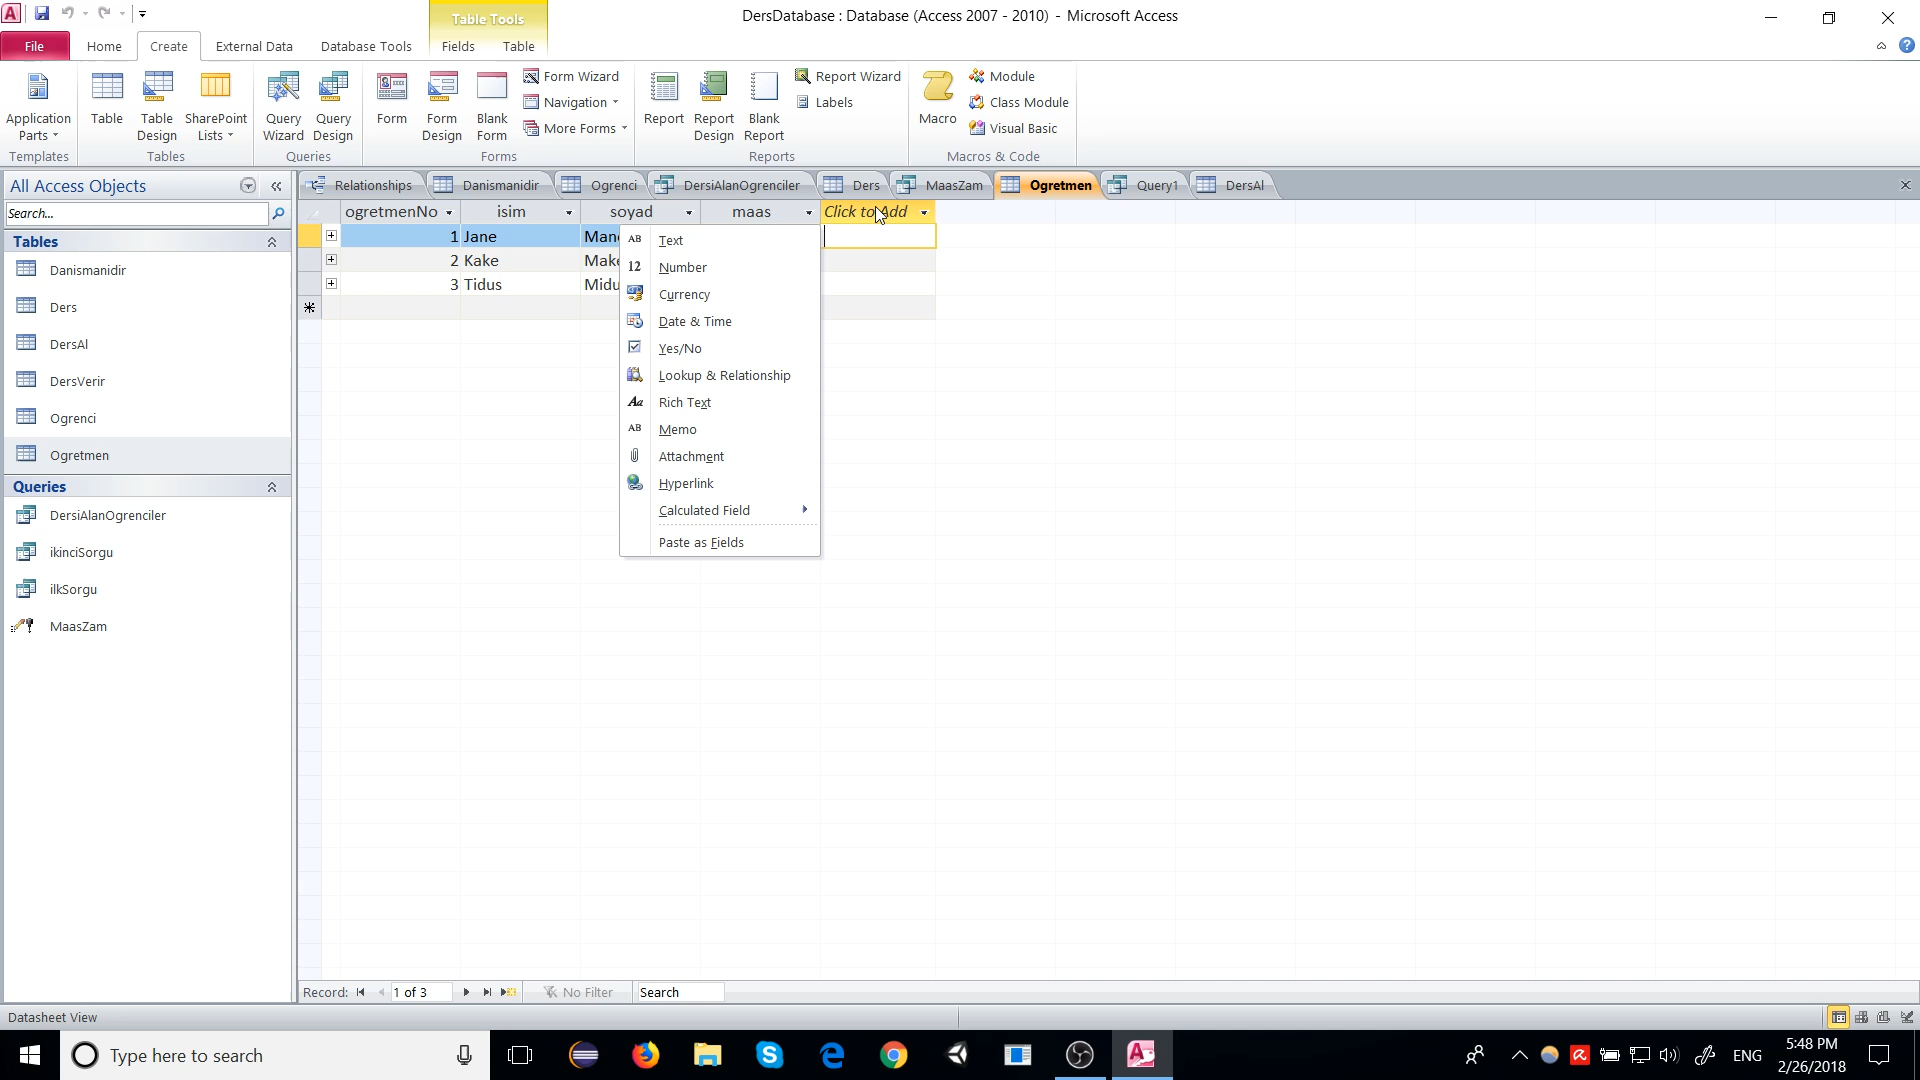 DersDatabase : Database (Access 2007 - 2010) - Microsoft Access
Table Tools
File Home Create External Data Database Tools Fields Table
Application Parts
Templates
Table
Table Design
SharePoint Lists
Tables
Query Wizard
Query Design
Queries
Form
Form Design
Blank Form
Form Wizard
Navigation
More Forms
Forms
Report
Report Design
Blank Report
Report Wizard
Labels
Reports
Macro
Module
Class Module
Visual Basic
Macros & Code
All Access Objects
Search...
Tables
Danismanidir
Ders
DersAl
DersVerir
Ogrenci
Ogretmen
Queries
DersiAlanOgrenciler
ikinciSorgu
ilkSorgu
MaasZam
Relationships Danismanidir Ogrenci DersiAlanOgrenciler Ders MaasZam Ogretmen Query1 DersAl
ogretmenNo isim soyad maas Click to Add
1 Jane
2 Kake
3 Tidus
Text
Number
Currency
Date & Time
Yes/No
Lookup & Relationship
Rich Text
Memo
Attachment
Hyperlink
Calculated Field
Paste as Fields
Record: 1 of 3 No Filter Search
Datasheet View
Type here to search
ENG
5:48 PM
2/26/2018